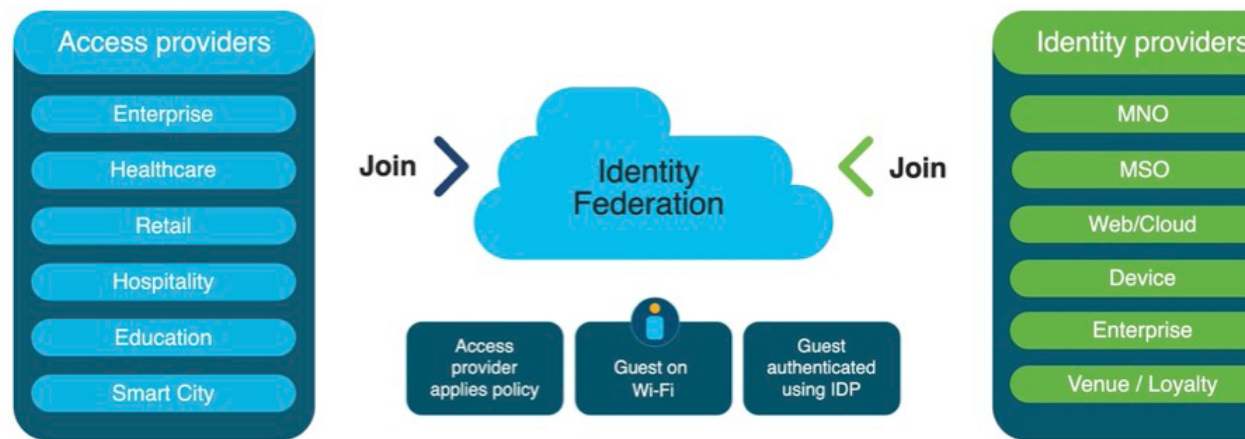 Access providers
Enterprise
Healthcare
Retail
Hospitality
Education
Smart City
Join
Identity
Federation
Join
Access
provider
applies policy
Guest on
Wi-Fi
Guest
authenticated
using IDP
Identity providers
MNO
MSO
Web/Cloud
Device
Enterprise
Venue / Loyalty